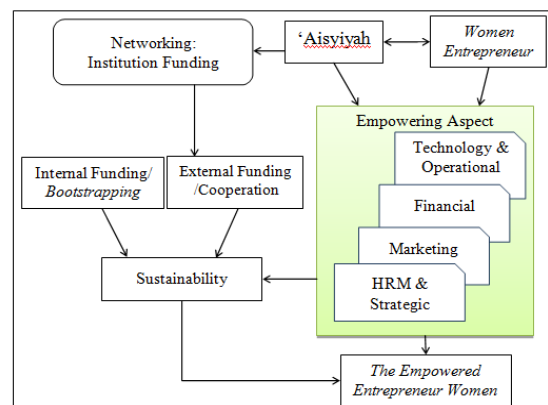 Networking:
Institution Funding
‘Aisyiyah
Women
Entrepreneur
Empowering Aspect
Technology &
Operational
Financial
Marketing
HRM &
Strategic
Internal Funding/
Bootstrapping
External Funding
/Cooperation
Sustainability
The Empowered
Entrepreneur Women